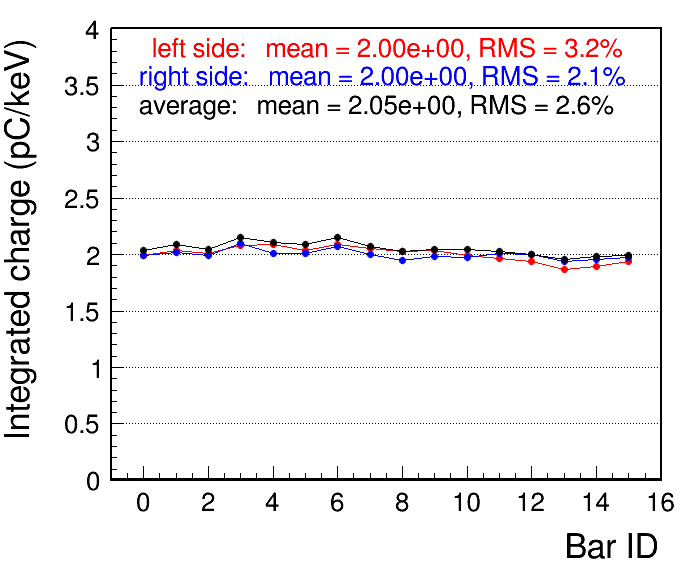 left side: mean = 2.00e+00, RMS = 3.2%
right side: mean = 2.00e+00, RMS = 2.1%
average: mean = 2.05e+00, RMS = 2.6%
Integrated charge (pC/keV)
4
3.5
3
2.5
2
1.5
1
0.5
0
0 2 4 6 8 10 12 14 16
Bar ID